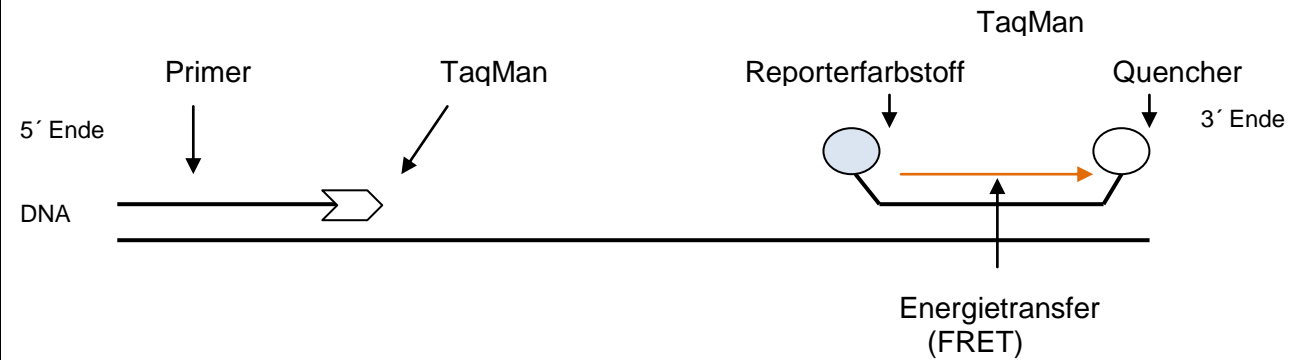 TaqMan
Primer
TaqMan
Reporterfarbstoff
Quencher
5´ Ende
3´ Ende
DNA
Energietransfer
(FRET)